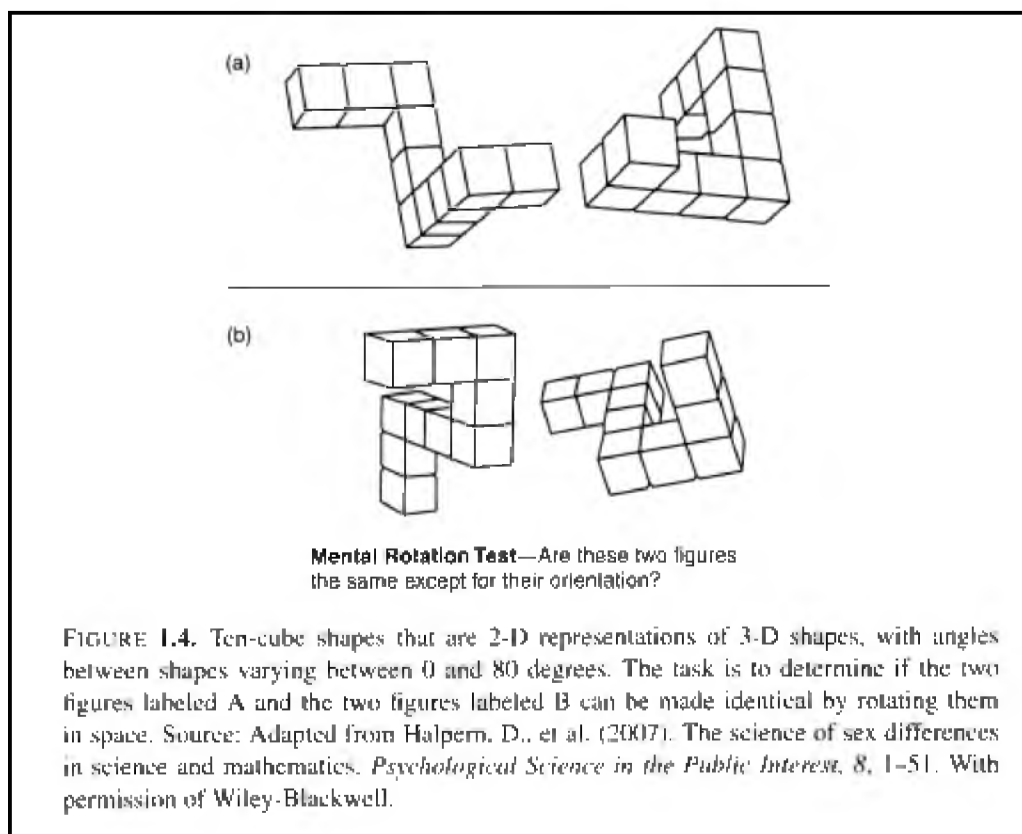 (a)
(b)
Mental Rotation Test—Are these two figures
the same except for their orientation?
FIGURE 1.4. Ten-cube shapes that are 2-D representations of 3-D shapes, with angles
between shapes varying between 0 and 80 degrees. The task is to determine if the two
figures labeled A and the two figures labeled B can be made identical by rotating them
in space. Source: Adapted from Halpern, D., et al. (2007). The science of sex differences
in science and mathematics. Psychological Science in the Public Interest, 8, 1–51. With
permission of Wiley-Blackwell.